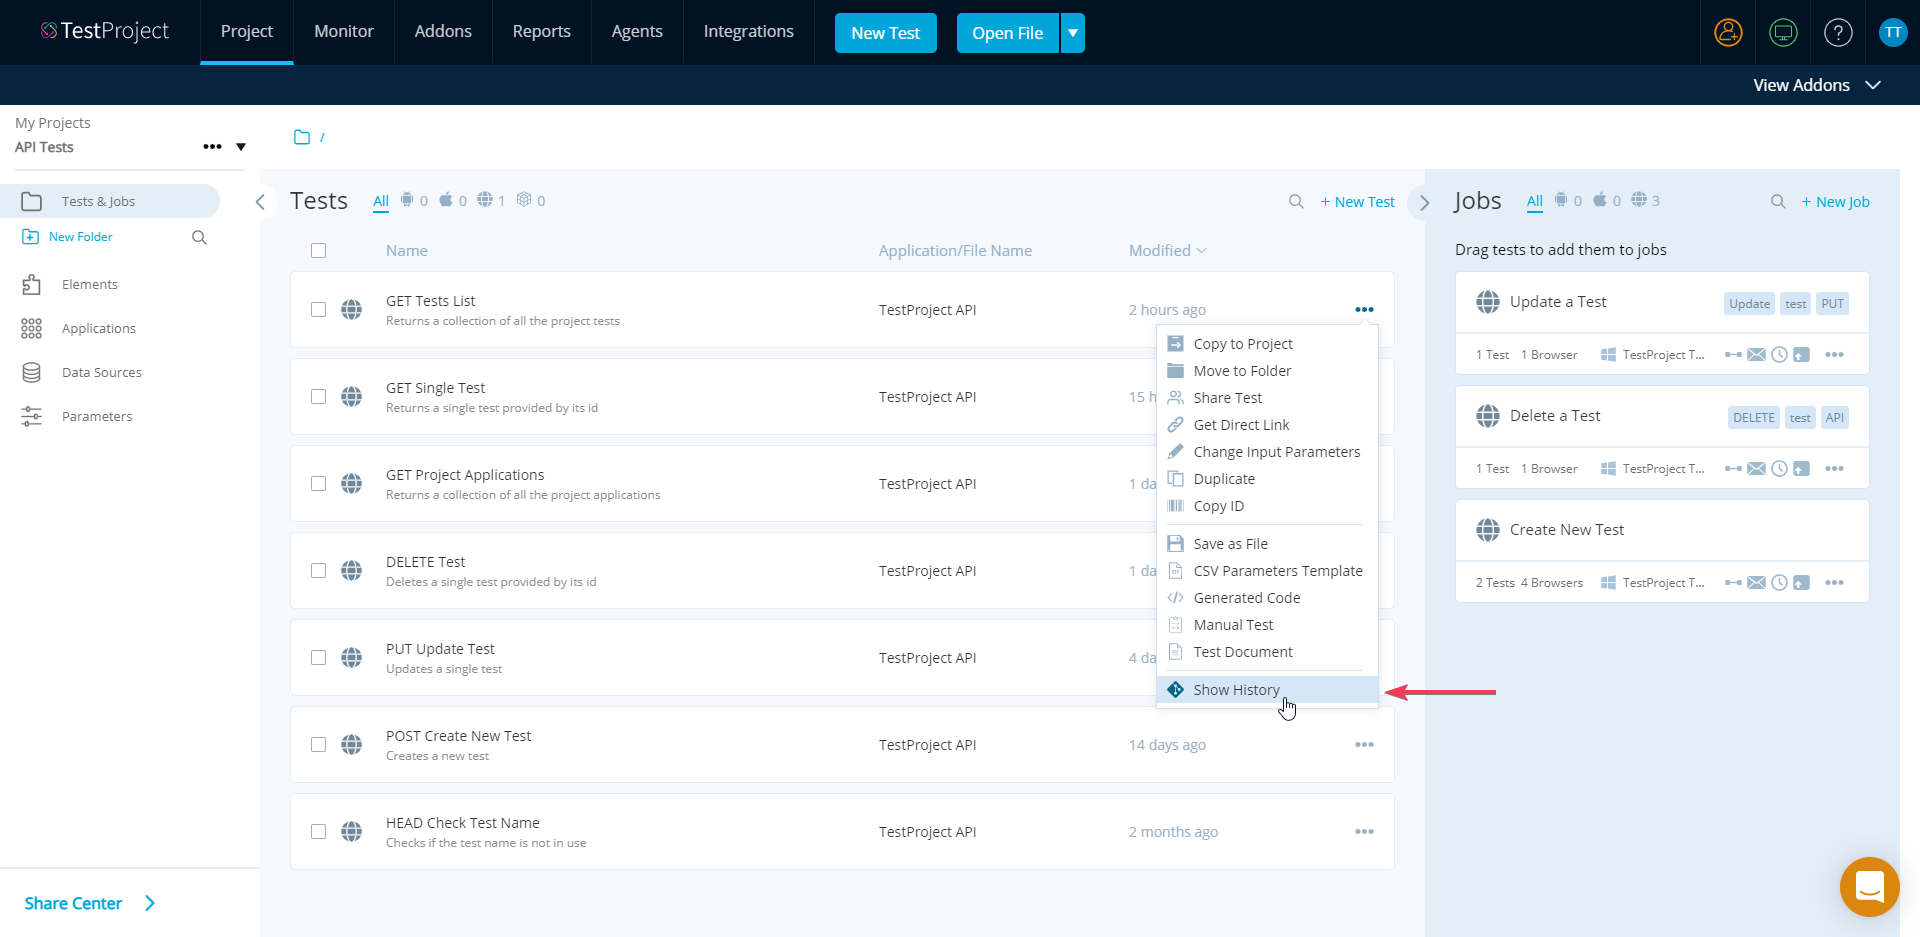 TestProject
Project
Monitor
Addons
Reports
Agents
Integrations
New Test
Open File
?
TT
View Addons
My Projects
API Tests
Tests & Jobs
New Folder
Elements
Applications
Data Sources
Parameters
Share Center
/
Tests All 0 0 1 0
+ New Test
Name Application/File Name Modified
GET Tests List
Returns a collection of all the project tests
TestProject API
2 hours ago
GET Single Test
Returns a single test provided by its id
TestProject API
15 h
GET Project Applications
Returns a collection of all the project applications
TestProject API
1 da
DELETE Test
Deletes a single test provided by its id
TestProject API
1 da
PUT Update Test
Updates a single test
TestProject API
4 da
POST Create New Test
Creates a new test
TestProject API
14 days ago
HEAD Check Test Name
Checks if the test name is not in use
TestProject API
2 months ago
Copy to Project
Move to Folder
Share Test
Get Direct Link
Change Input Parameters
Duplicate
Copy ID
Save as File
CSV Parameters Template
Generated Code
Manual Test
Test Document
Show History
Jobs All 0 0 3
+ New Job
Drag tests to add them to jobs
Update a Test Update test PUT
1 Test 1 Browser TestProject T...
Delete a Test DELETE test API
1 Test 1 Browser TestProject T...
Create New Test
2 Tests 4 Browsers TestProject T...